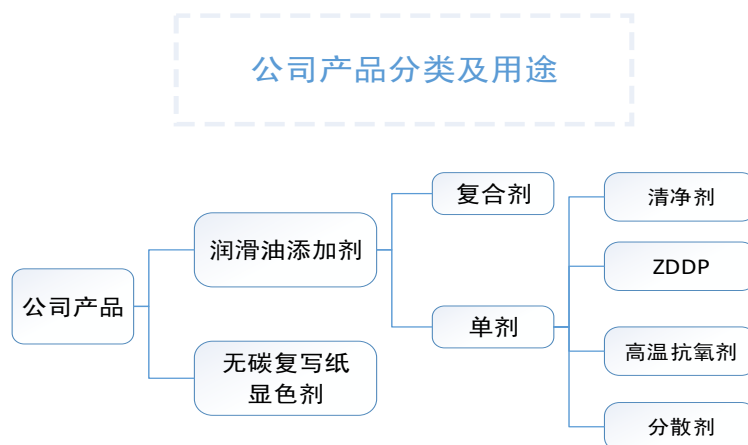 公司产品分类及用途
复合剂
清净剂
润滑油添加剂
ZDDP
公司产品
单剂
高温抗氧剂
无碳复写纸
显色剂
分散剂